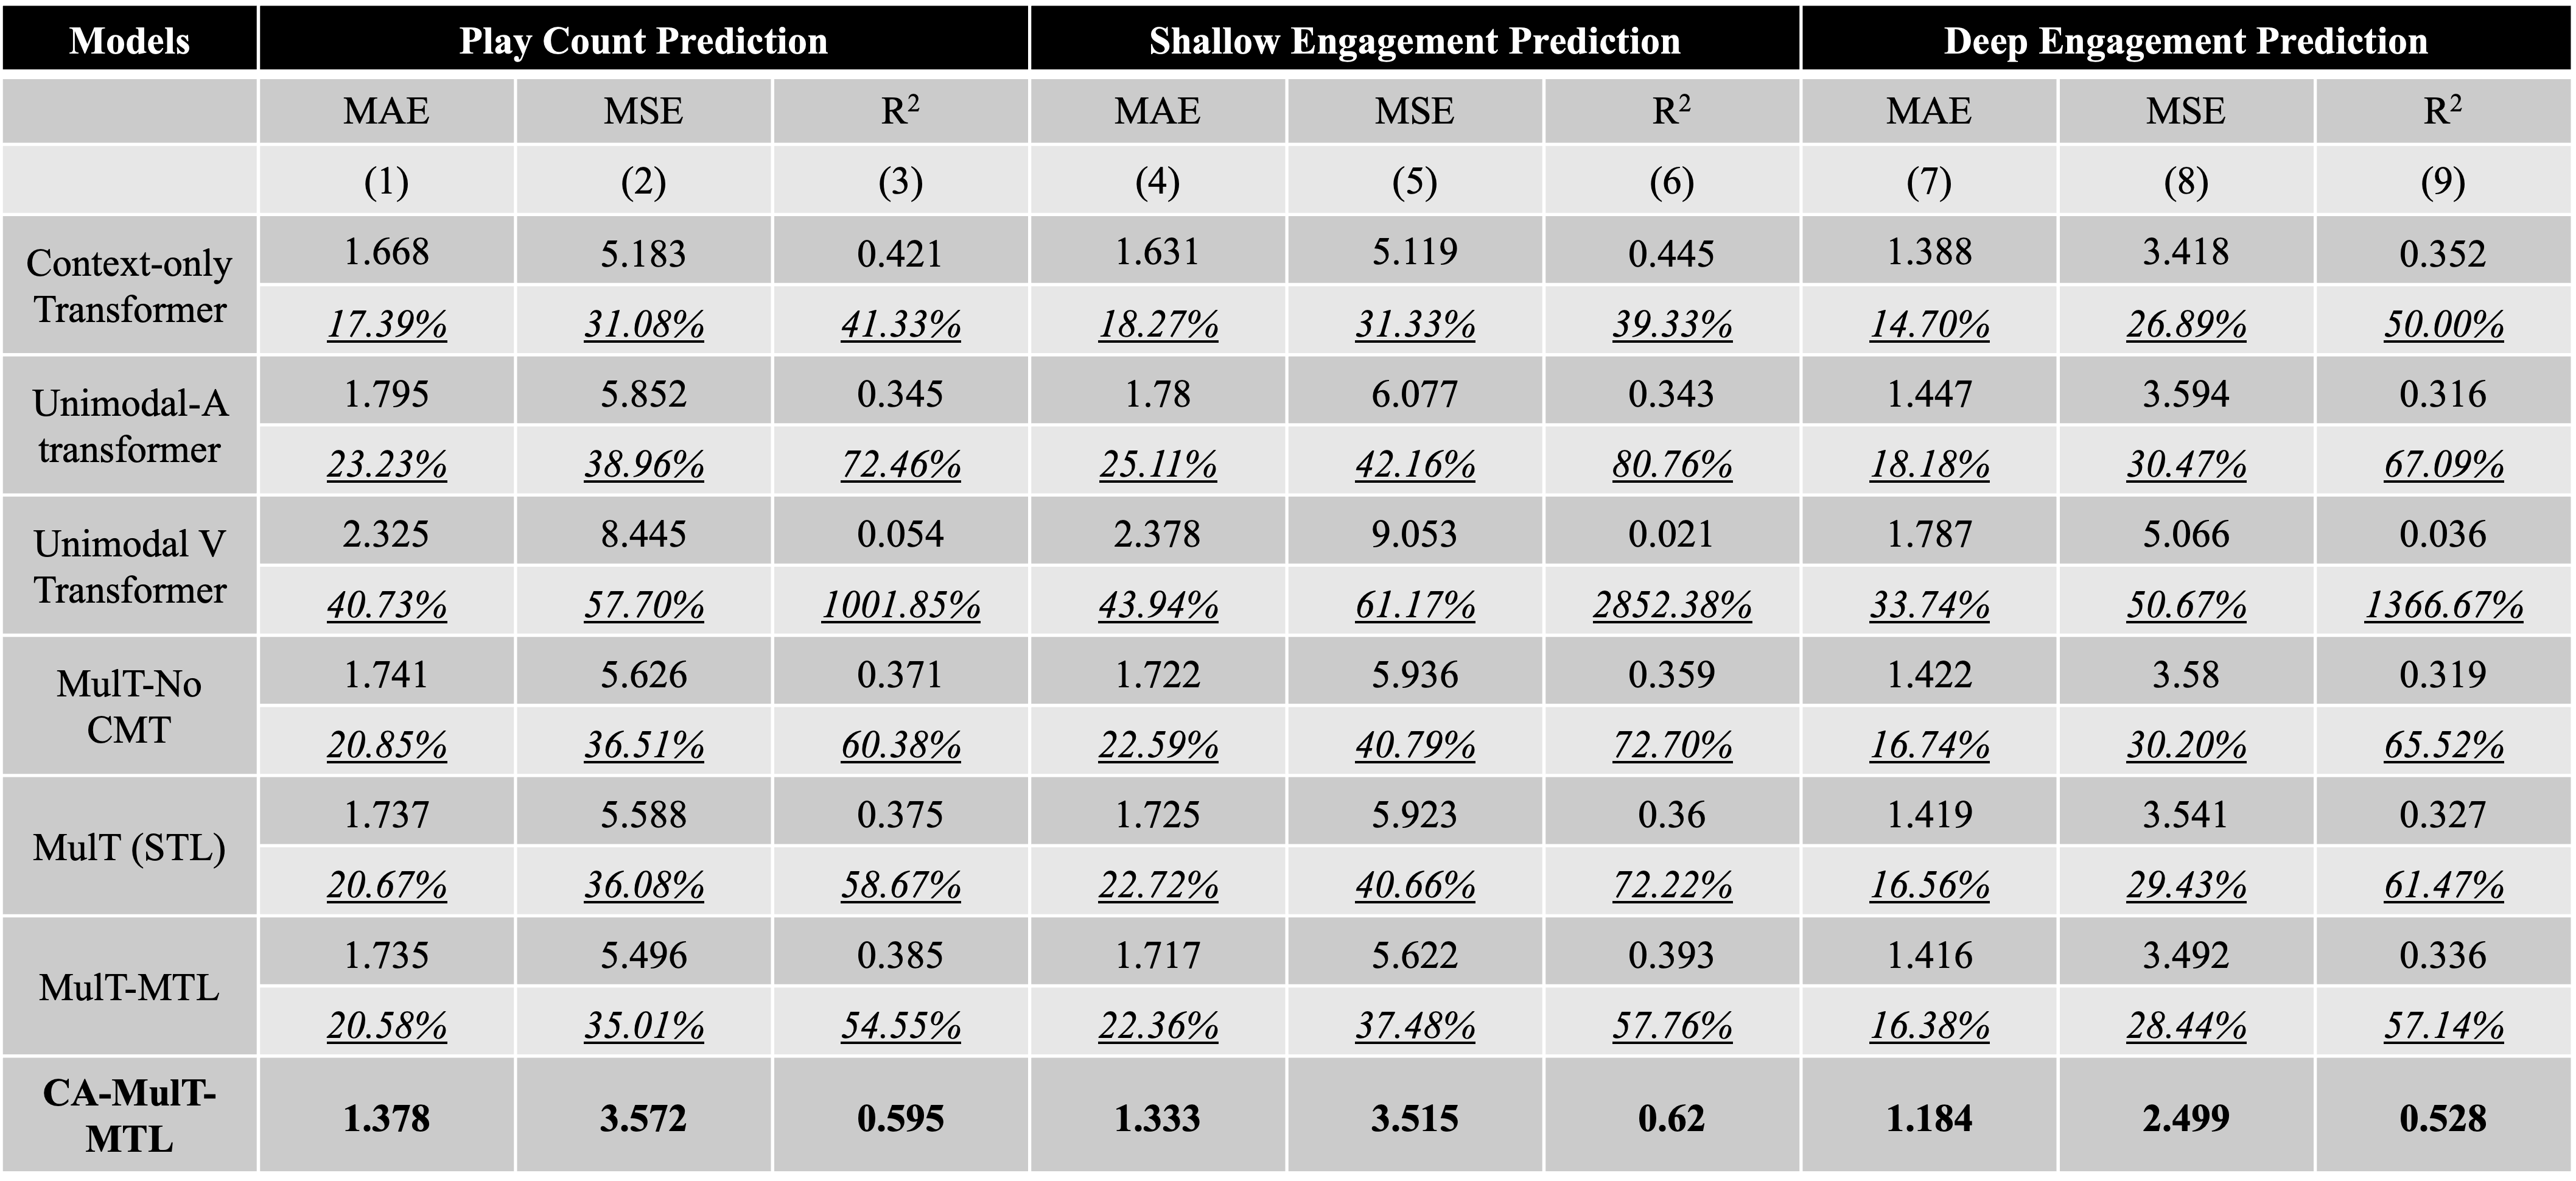 Models Play Count Prediction Shallow Engagement Prediction Deep Engagement Prediction
MAE MSE R² MAE MSE R² MAE MSE R²
(1) (2) (3) (4) (5) (6) (7) (8) (9)
Context-only Transformer 1.668 5.183 0.421 1.631 5.119 0.445 1.388 3.418 0.352
17.39% 31.08% 41.33% 18.27% 31.33% 39.33% 14.70% 26.89% 50.00%
Unimodal-A transformer 1.795 5.852 0.345 1.78 6.077 0.343 1.447 3.594 0.316
23.23% 38.96% 72.46% 25.11% 42.16% 80.76% 18.18% 30.47% 67.09%
Unimodal V Transformer 2.325 8.445 0.054 2.378 9.053 0.021 1.787 5.066 0.036
40.73% 57.70% 1001.85% 43.94% 61.17% 2852.38% 33.74% 50.67% 1366.67%
MulT-No CMT 1.741 5.626 0.371 1.722 5.936 0.359 1.422 3.58 0.319
20.85% 36.51% 60.38% 22.59% 40.79% 72.70% 16.74% 30.20% 65.52%
MulT (STL) 1.737 5.588 0.375 1.725 5.923 0.36 1.419 3.541 0.327
20.67% 36.08% 58.67% 22.72% 40.66% 72.22% 16.56% 29.43% 61.47%
MulT-MTL 1.735 5.496 0.385 1.717 5.622 0.393 1.416 3.492 0.336
20.58% 35.01% 54.55% 22.36% 37.48% 57.76% 16.38% 28.44% 57.14%
CA-MulT-MTL 1.378 3.572 0.595 1.333 3.515 0.62 1.184 2.499 0.528